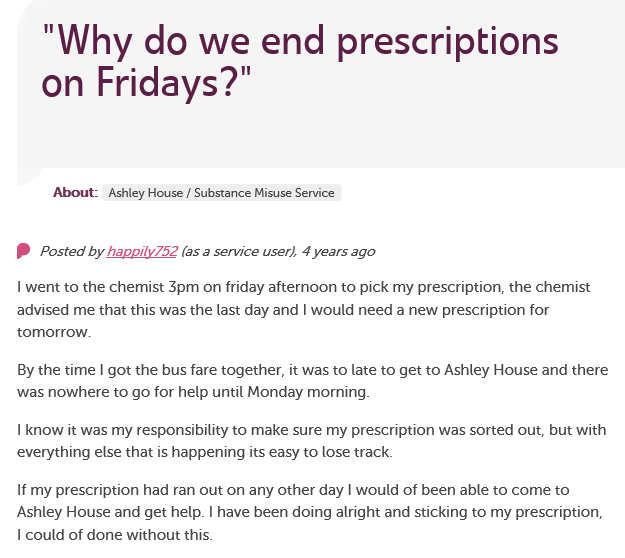 "Why do we end prescriptions
on Fridays?"
About: Ashley House / Substance Misuse Service
Posted by happily752 (as a service user), 4 years ago
I went to the chemist 3pm on friday afternoon to pick my prescription, the chemist
advised me that this was the last day and I would need a new prescription for
tomorrow.
By the time I got the bus fare together, it was to late to get to Ashley House and there
was nowhere to go for help until Monday morning.
I know it was my responsibility to make sure my prescription was sorted out, but with
everything else that is happening its easy to lose track.
If my prescription had ran out on any other day I would of been able to come to
Ashley House and get help. I have been doing alright and sticking to my prescription,
I could of done without this.